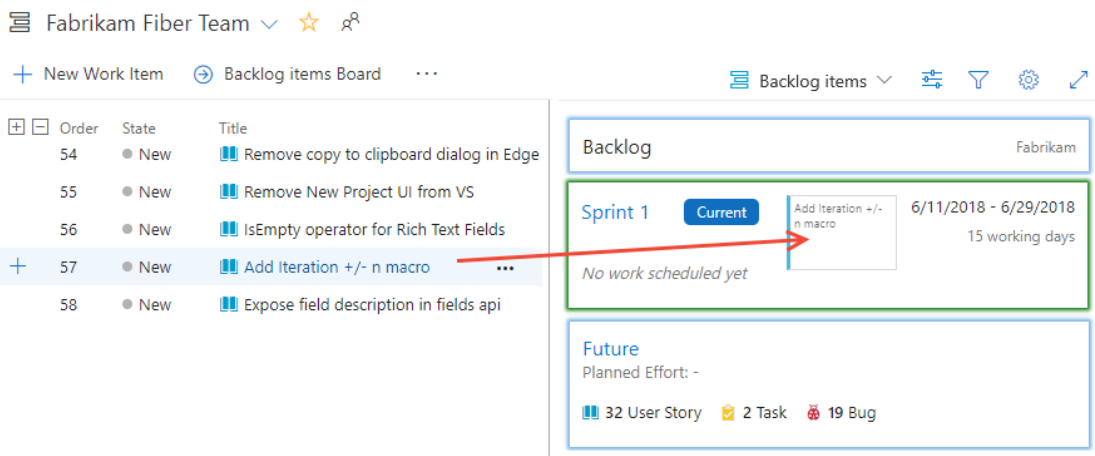 Fabrikam Fiber Team
New Work Item
Backlog items Board
...
Backlog items
Order State Title
54 New Remove copy to clipboard dialog in Edge
55 New Remove New Project UI from VS
56 New IsEmpty operator for Rich Text Fields
57 New Add Iteration +/- n macro ...
58 New Expose field description in fields api
Backlog Fabrikam
Sprint 1 Current
Add Iteration +/-
n macro
6/11/2018 - 6/29/2018
15 working days
No work scheduled yet
Future
Planned Effort: -
32 User Story 2 Task 19 Bug